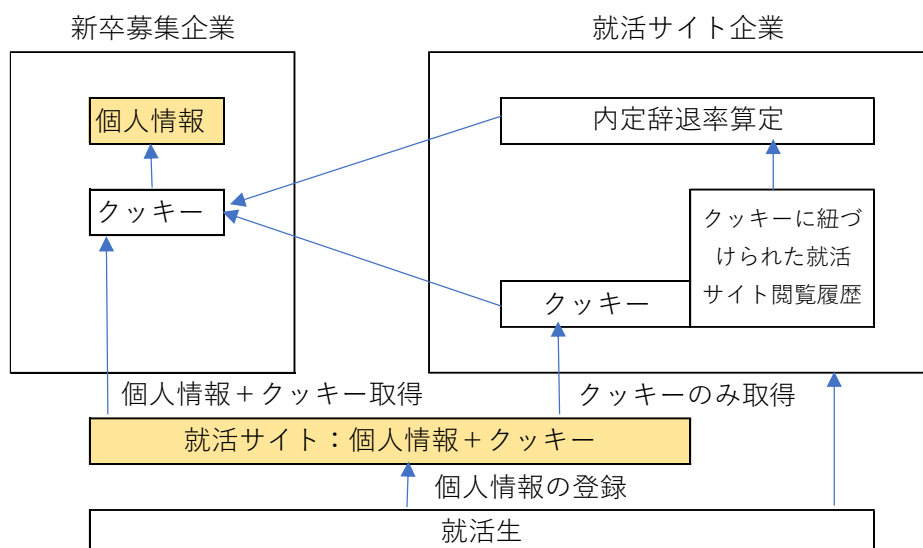 新卒募集企業
就活サイト企業
個人情報
内定辞退率算定
クッキー
クッキーに紐づ
けられた就活
サイト閲覧履歴
クッキー
個人情報+クッキー取得
クッキーのみ取得
就活サイト:個人情報+クッキー
個人情報の登録
就活生